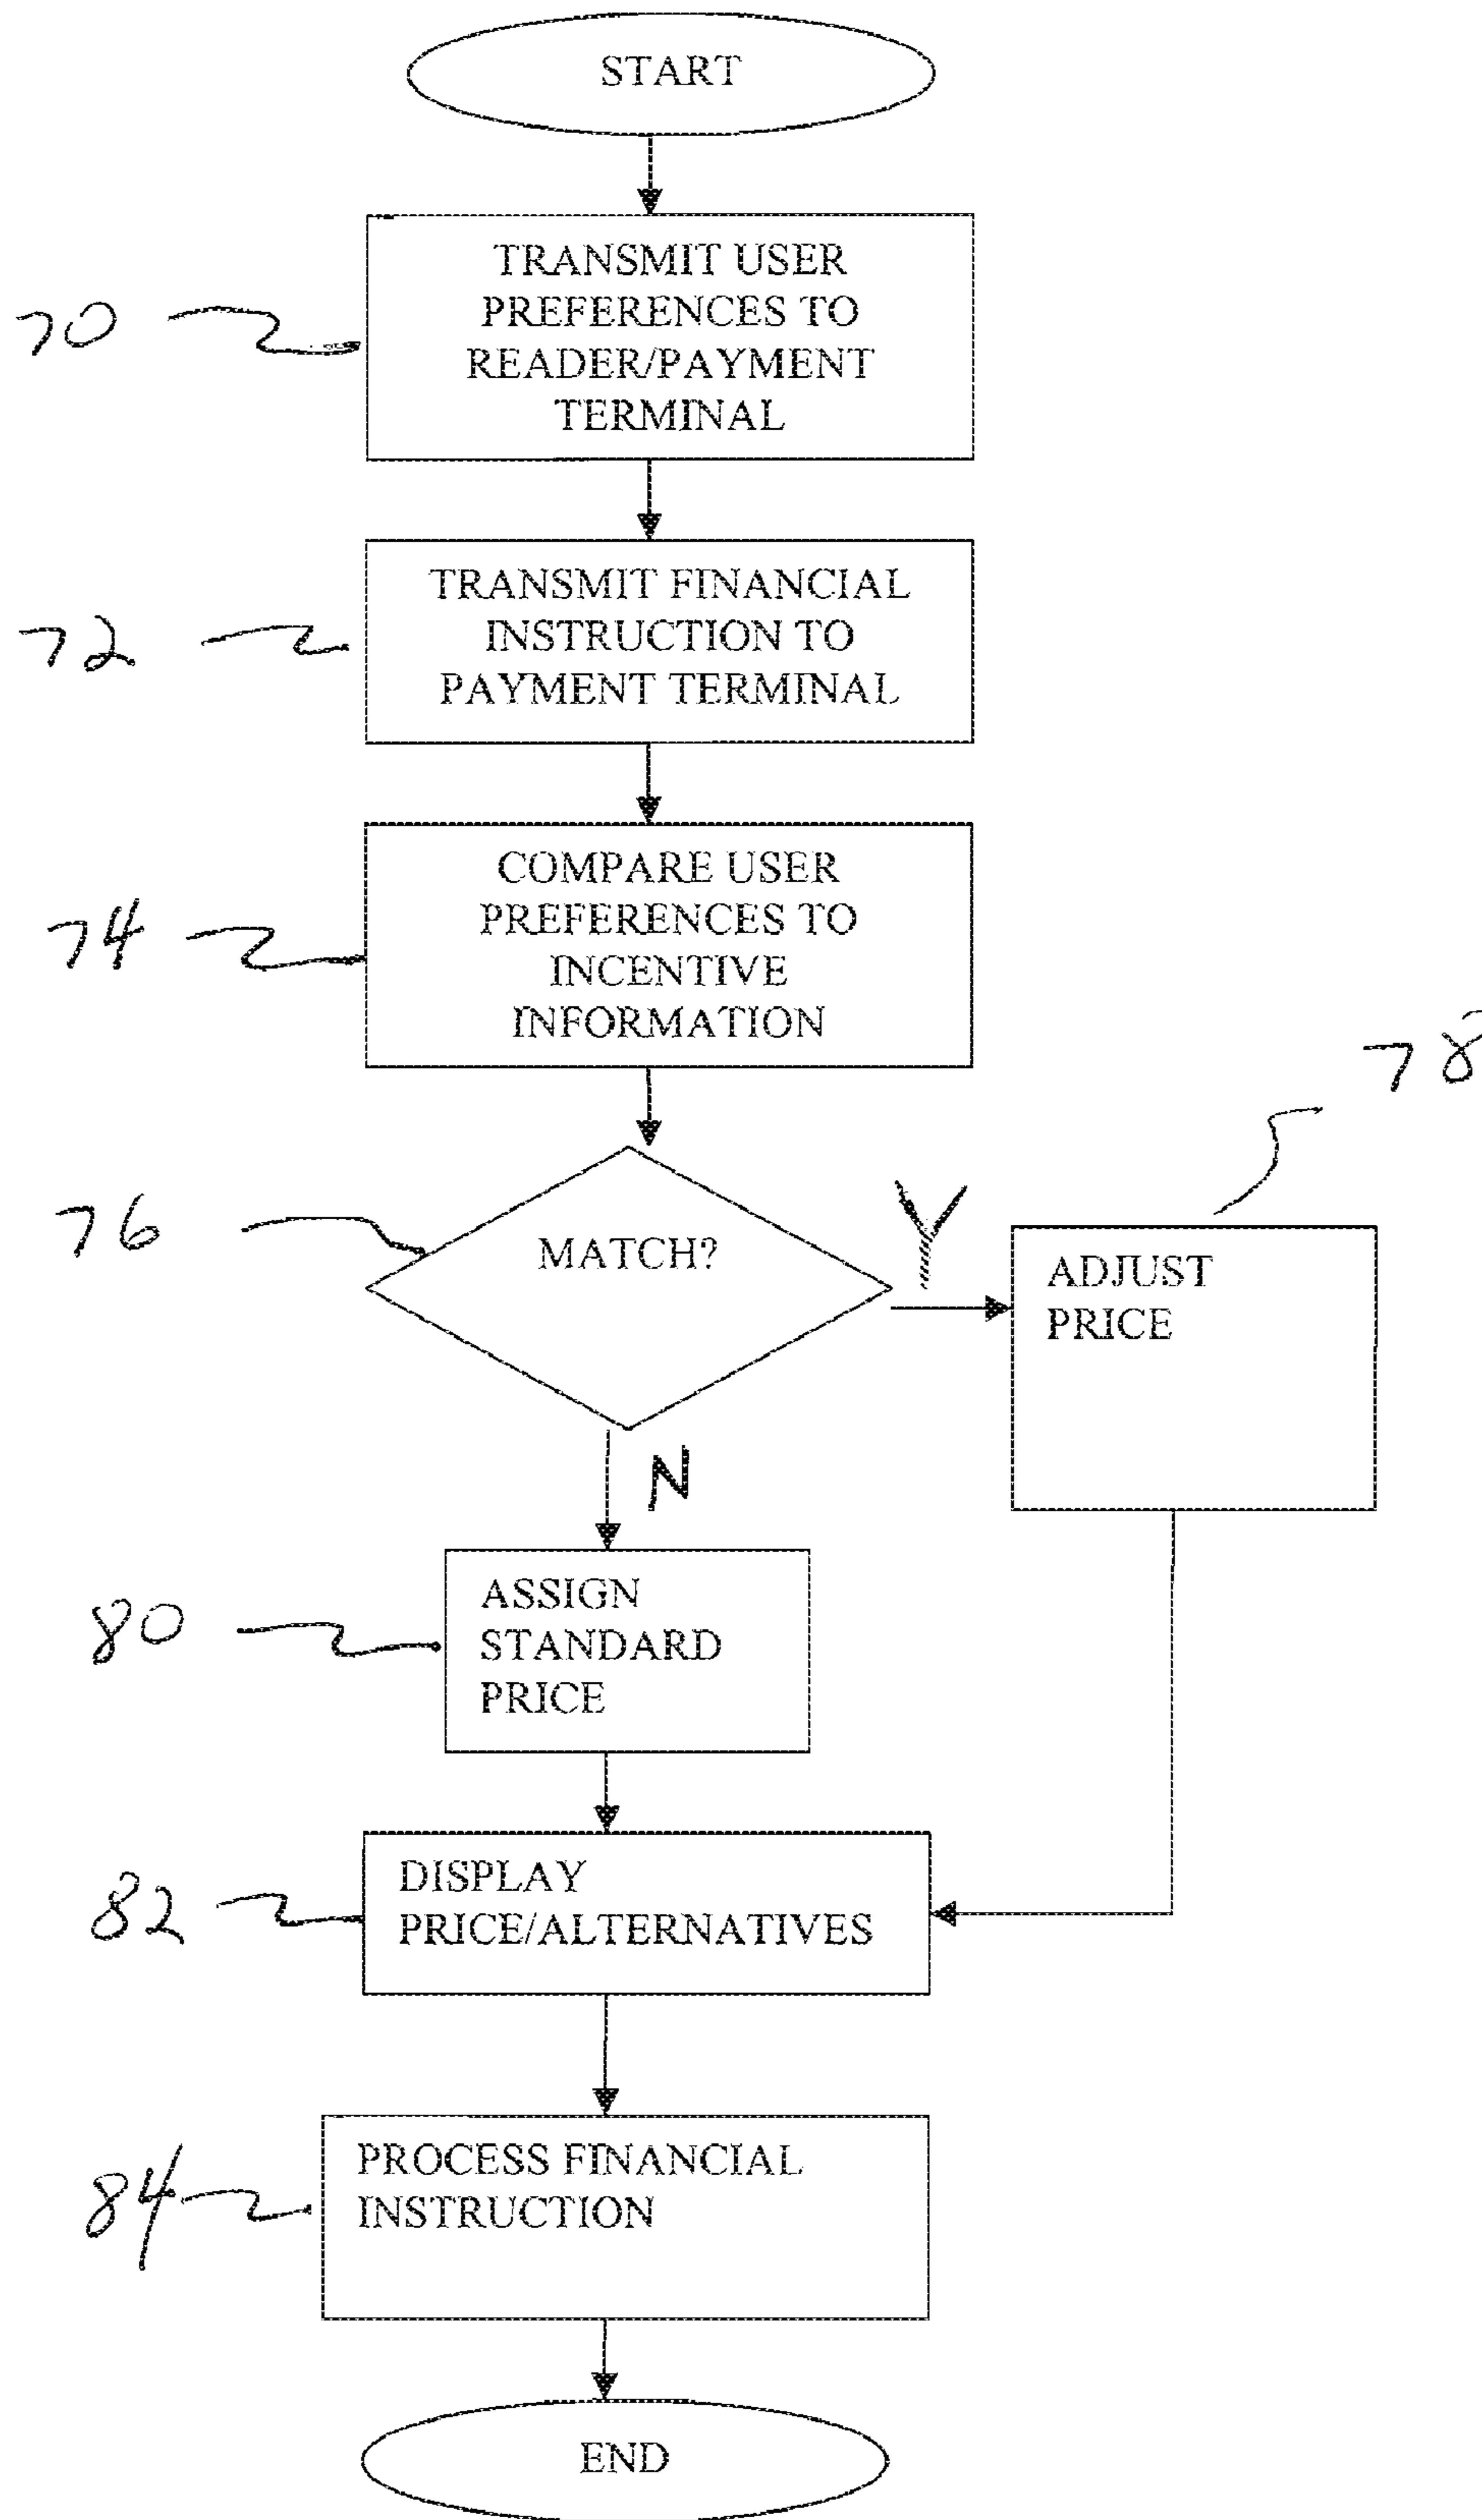 START
70
TRANSMIT USER
PREFERENCES TO
READER/PAYMENT
TERMINAL
72
TRANSMIT FINANCIAL
INSTRUCTION TO
PAYMENT TERMINAL
74
COMPARE USER
PREFERENCES TO
INCENTIVE
INFORMATION
78
76
MATCH?
Y
ADJUST
PRICE
N
80
ASSIGN
STANDARD
PRICE
82
DISPLAY
PRICE/ALTERNATIVES
84
PROCESS FINANCIAL
INSTRUCTION
END